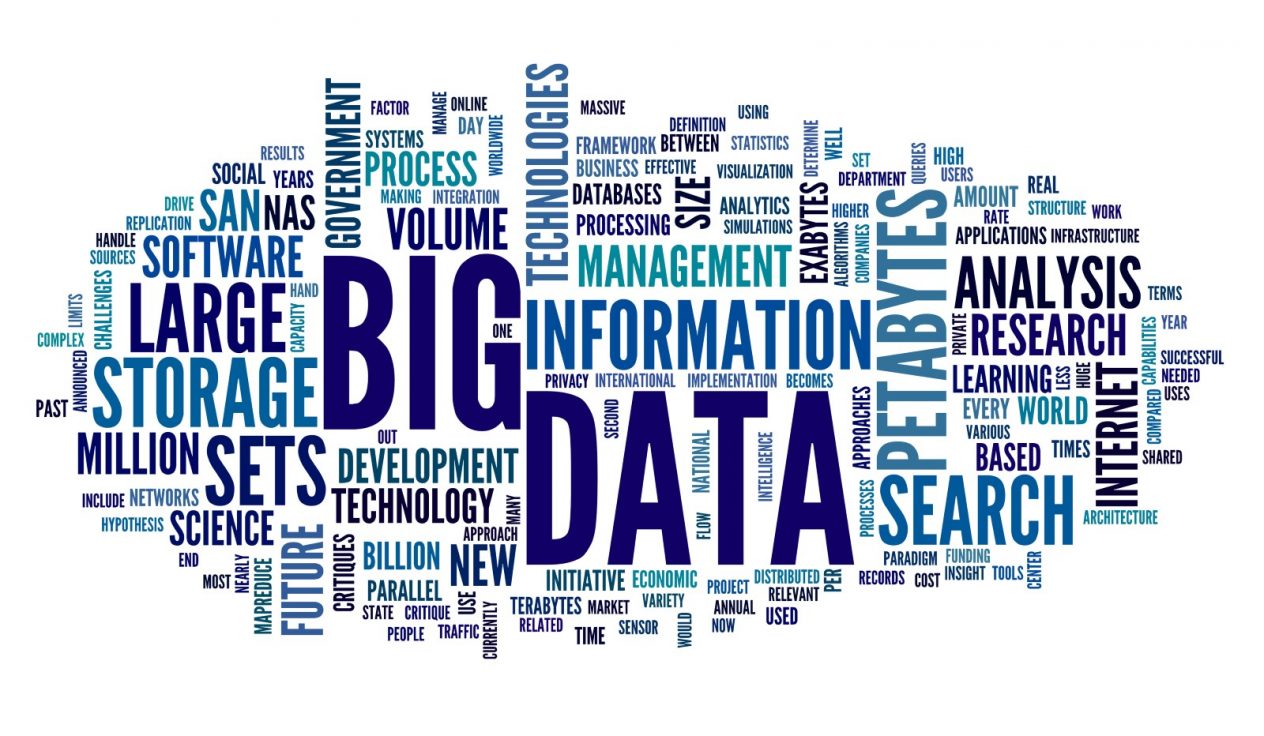 GOVERNMENT
FACTOR
MANAGE
ONLINE
DAY
WORLDWIDE
SYSTEMS
PROCESS
MAKING
INTEGRATION
VOLUME
TECHNOLOGIES
MASSIVE
FRAMEWORK
BETWEEN
DEFINITION
USING
STATISTICS
BUSINESS
EFFECTIVE
VISUALIZATION
DETERMINE
WELL
DATABASES
SIZE
PROCESSING
ANALYTICS
SIMULATIONS
EXABYTES
MANAGEMENT
SET
DEPARTMENT
QUERIES
HIGH
USERS
HIGHER
ALGORITHMS
COMPANIES
PETABYTES
AMOUNT
REAL
STRUCTURE
WORK
RATE
APPLICATIONS
INFRASTRUCTURE
RESULTS
SOCIAL
YEARS
DRIVE
REPLICATION
SAN
NAS
HANDLE
SOURCES
SOFTWARE
CHALLENGES
LIMITS
COMPLEX
LARGE
HAND
CAPACITY
BIG
ONE
INFORMATION
ANALYSIS
TERMS
PRIVATE
RESEARCH
YEAR
CAPABILITIES
SUCCESSFUL
NEEDED
USES
STORAGE
ANNOUNCED
PAST
PRIVACY
INTERNATIONAL
IMPLEMENTATION
BECOMES
LEARNING
LESS
HUGE
INTERNET
COMPARED
EVERY
WORLD
VARIOUS
BASED
TIMES
SHARED
MILLION
SETS
OUT
DEVELOPMENT
SECOND
DATA
NATIONAL
INTELLIGENCE
FLOW
APPROACHES
PROCESSES
SEARCH
ARCHITECTURE
INCLUDE
NETWORKS
HYPOTHESIS
SCIENCE
TECHNOLOGY
MANY
APPROACH
END
MOST
NEARLY
MAPREDUCE
FUTURE
CRITIQUES
BILLION
NEW
PARALLEL
STATE
CRITIQUE
USE
PEOPLE
TRAFFIC
CURRENTLY
INITIATIVE
ECONOMIC
PROJECT
DISTRIBUTED
PER
TERABYTES
MARKET
VARIETY
ANNUAL
RELEVANT
RELATED
TIME
SENSOR
WOULD
NOW
USED
PARADIGM
FUNDING
RECORDS
COST
INSIGHT
TOOLS
CENTER